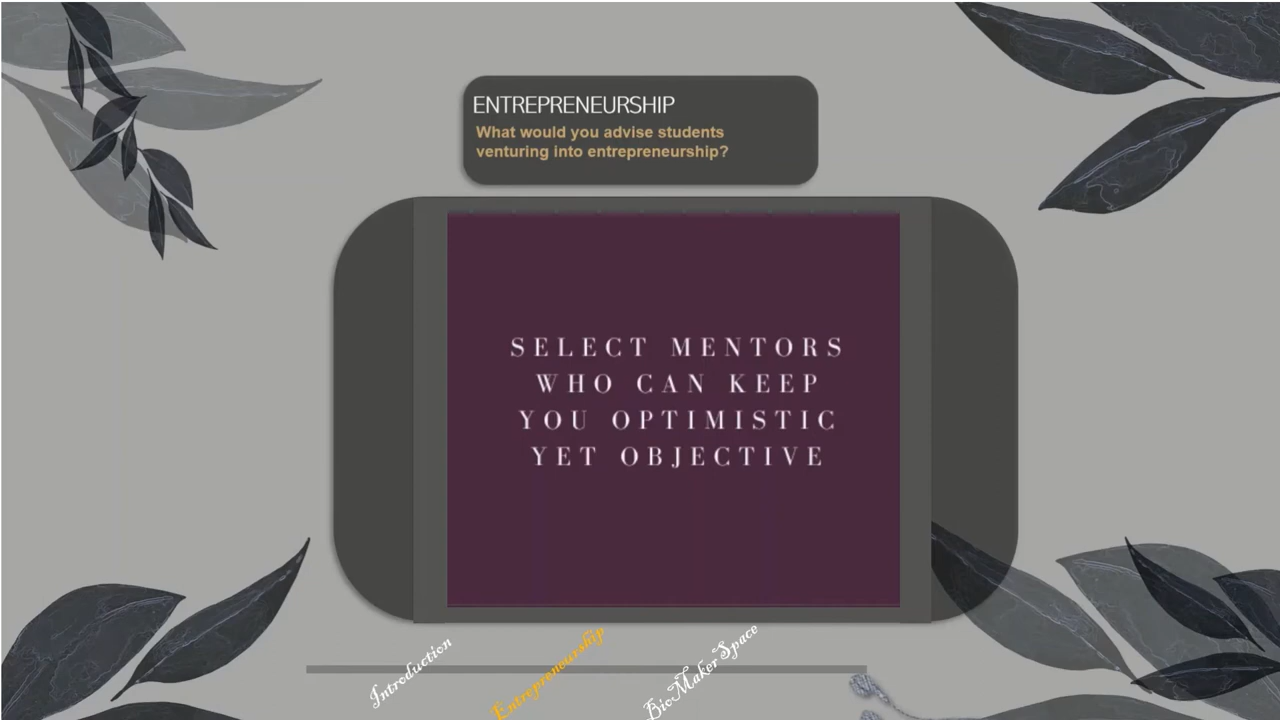 ENTREPRENEURSHIP
What would you advise students
venturing into entrepreneurship?
SELECT MENTORS
WHO CAN KEEP
YOU OPTIMISTIC
YET OBJECTIVE
Introduction
Entrepreneurship
BioMaker Space